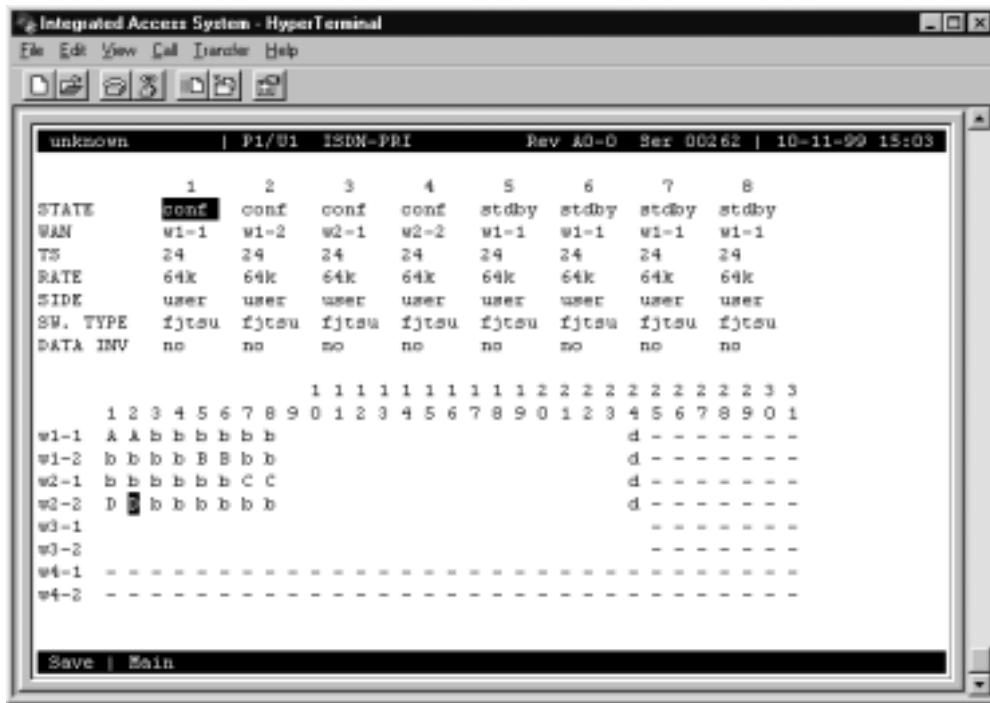 Integrated Access System - HyperTerminal
File Edit View Call Transfer Help
unknown | P1/U1 ISDN-PRI Rev A0-0 Ser 00262 | 10-11-99 15:03
1 2 3 4 5 6 7 8
STATE conf conf conf conf stdby stdby stdby stdby
WAN w1-1 w1-2 w2-1 w2-2 w1-1 w1-1 w1-1 w1-1
TS 24 24 24 24 24 24 24 24
RATE 64k 64k 64k 64k 64k 64k 64k 64k
SIDE user user user user user user user user
SW. TYPE fjtsu fjtsu fjtsu fjtsu fjtsu fjtsu fjtsu fjtsu
DATA INV no no no no no no no no
1 1 1 1 1 1 1 1 1 1 2 2 2 2 2 2 2 2 2 2 3 3
1 2 3 4 5 6 7 8 9 0 1 2 3 4 5 6 7 8 9 0 1 2 3 4 5 6 7 8 9 0 1
w1-1 A A b b b b b b d - - - - - - -
w1-2 b b b b B B b b d - - - - - - -
w2-1 b b b b b b C C d - - - - - - -
w2-2 D D b b b b b b d - - - - - - -
w3-1 - - - - - - -
w3-2 - - - - - - -
w4-1 - - - - - - - - - - - - - - - - - - - - - - - - - - - - - - -
w4-2 - - - - - - - - - - - - - - - - - - - - - - - - - - - - - - -
Save | Main